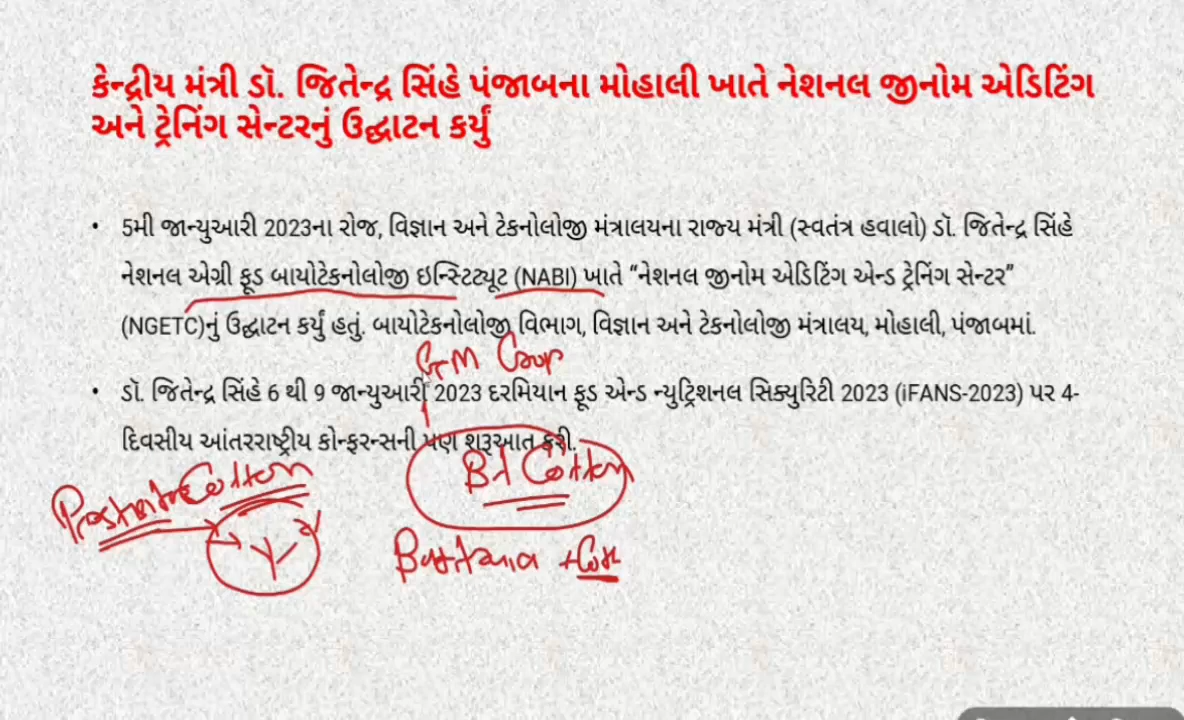 કેન્દ્રીય મંત્રી ડૉ. જિતેન્દ્ર સિંહે પંજાબના મોહાલી ખાતે નેશનલ જીનોમ એડિટિંગ
અને ટ્રેનિંગ સેન્ટરનું ઉદ્ઘાટન કર્યું
• 5મી જાન્યુઆરી 2023ના રોજ, વિજ્ઞાન અને ટેકનોલોજી મંત્રાલયના રાજ્ય મંત્રી (સ્વતંત્ર હવાલો) ડૉ. જિતેન્દ્ર સિંહે
નેશનલ એગ્રી ફૂડ બાયોટેકનોલોજી ઇન્સ્ટિટ્યૂટ (NABI) ખાતે “નેશનલ જીનોમ એડિટિંગ એન્ડ ટ્રેનિંગ સેન્ટર”
(NGETC)નું ઉદ્ઘાટન કર્યું હતું. બાયોટેકનોલોજી વિભાગ, વિજ્ઞાન અને ટેકનોલોજી મંત્રાલય, મોહાલી, પંજાબમાં.
GM Crop
• ડૉ. જિતેન્દ્ર સિંહે 6 થી 9 જાન્યુઆરી 2023 દરમિયાન ફૂડ એન્ડ ન્યુટ્રિશનલ સિક્યુરિટી 2023 (iFANS-2023) પર 4-
દિવસીય આંતરરાષ્ટ્રીય કોન્ફરન્સની પણ શરૂઆત કરી.
Cotton
Bt Cotton